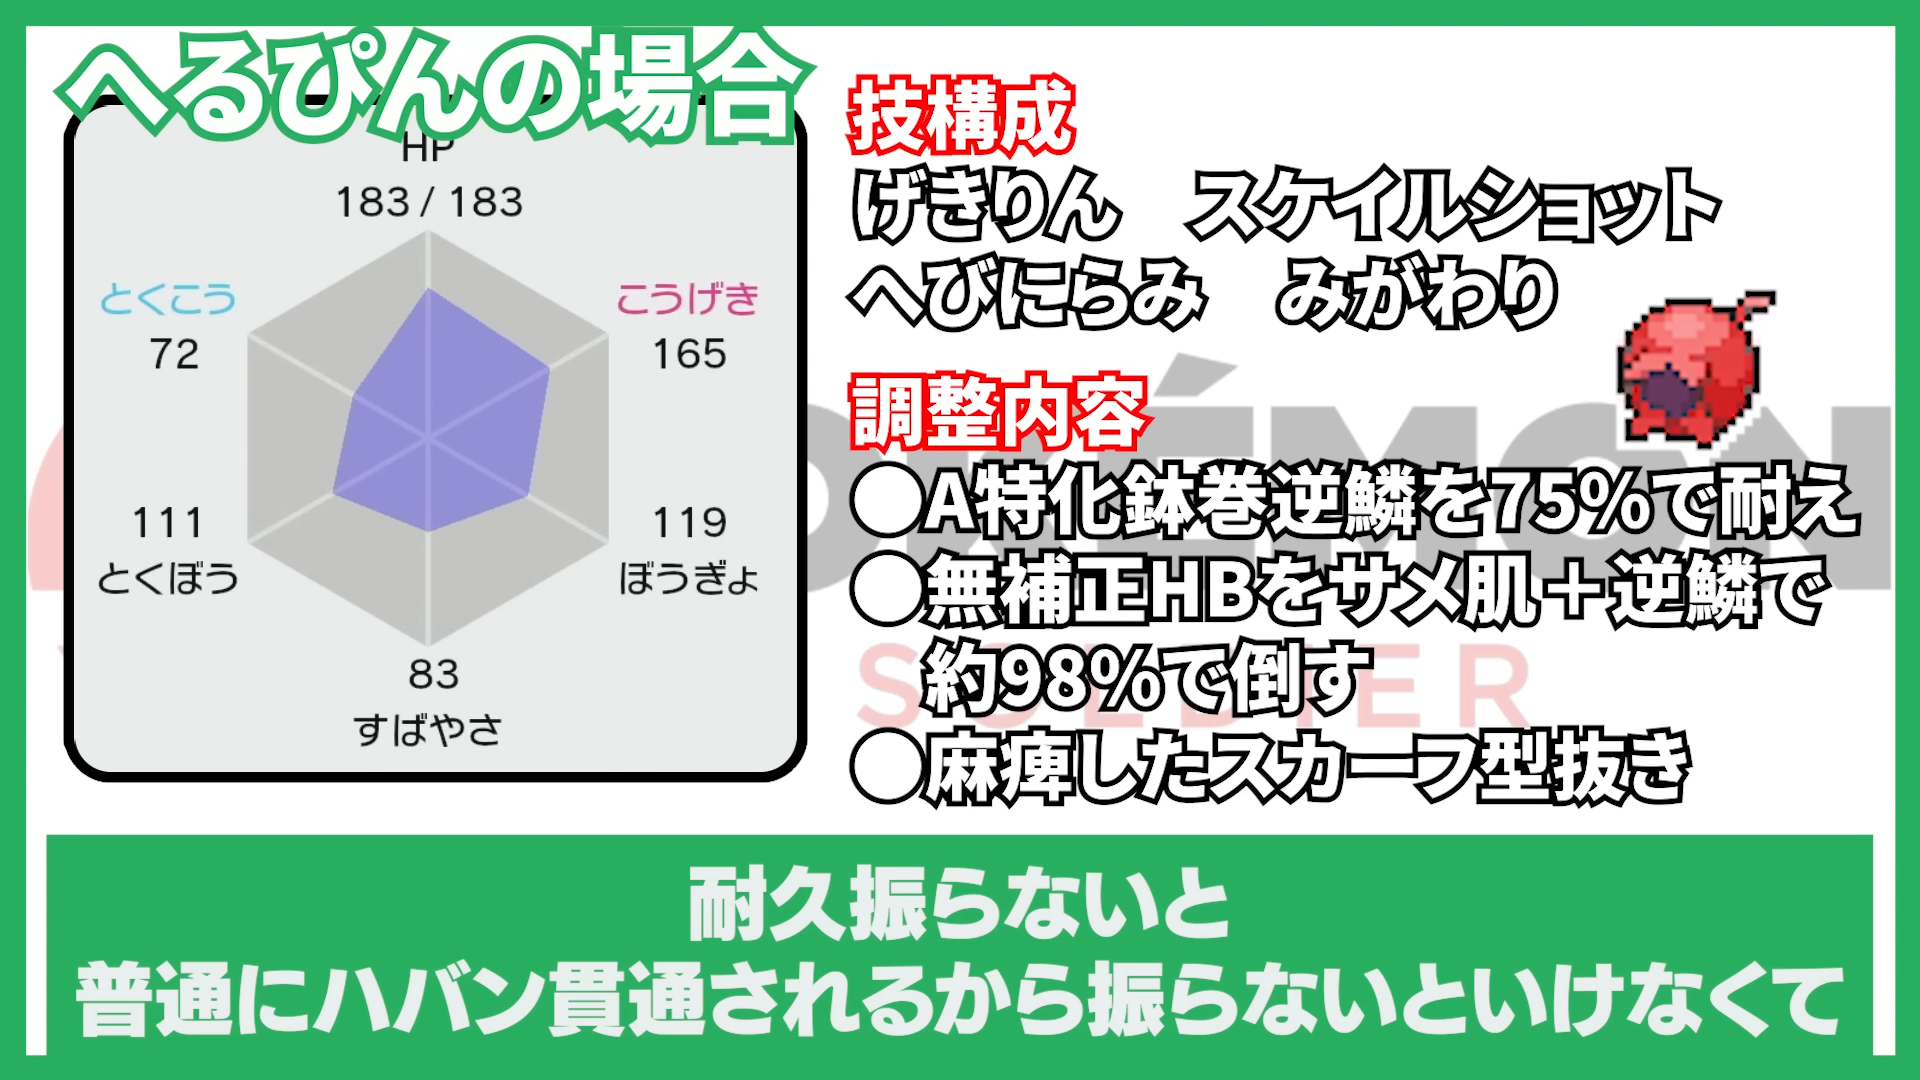 へるぴんの場合
HP
183 / 183
とくこう
72
こうげき
165
111
とくぼう
119
ぼうぎょ
83
すばやさ
技構成
げきりん　スケイルショット
へびにらみ　みがわり
調整内容
●A特化鉢巻逆鱗を75%で耐え
●無補正HBをサメ肌＋逆鱗で
約98%で倒す
●麻痺したスカーフ型抜き
POKÉMON
SOLDIER
耐久振らないと
普通にハバン貫通されるから振らないといけなくて